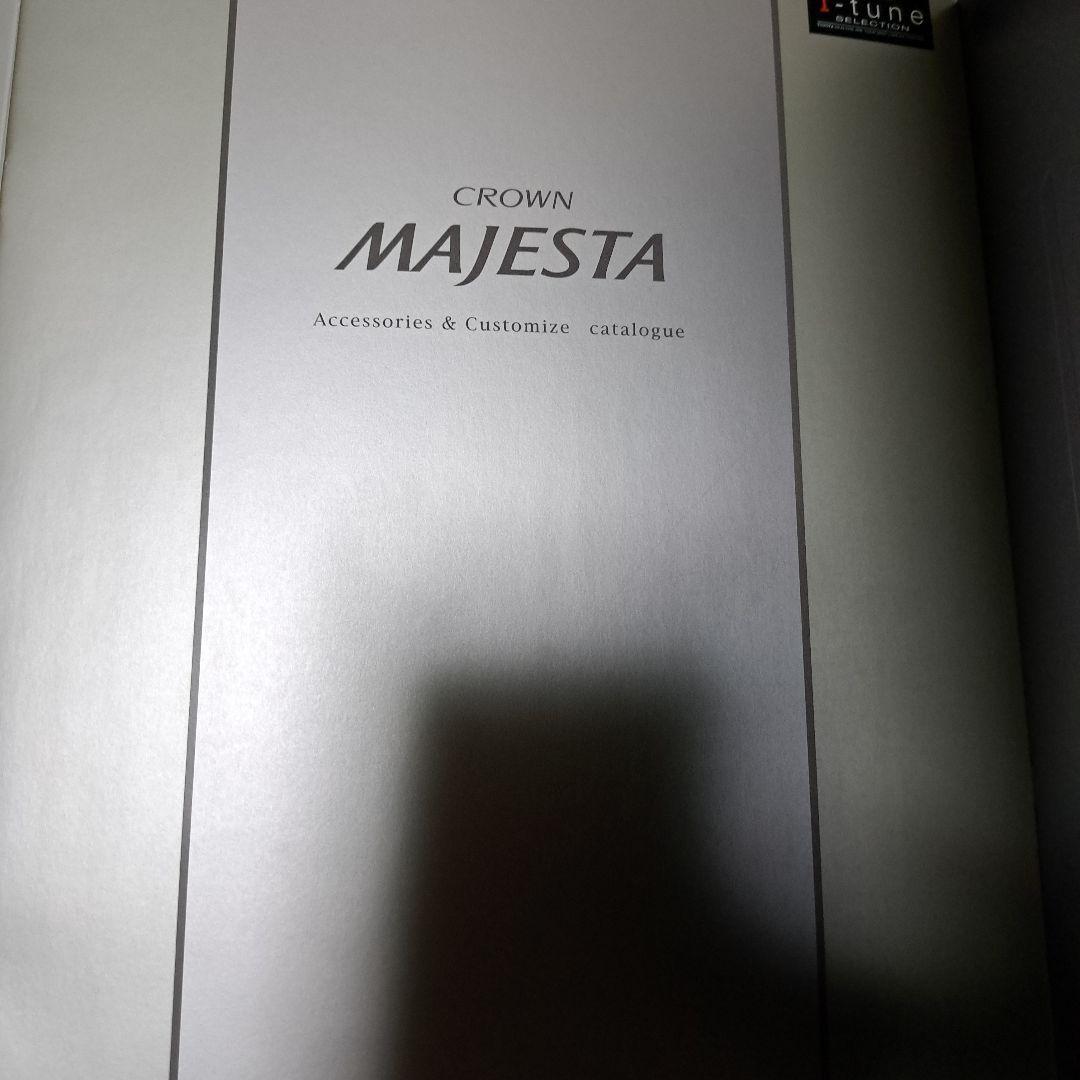 -tune
SELECTION
CROWN
MAJESTA
Accessories & Customize catalogue